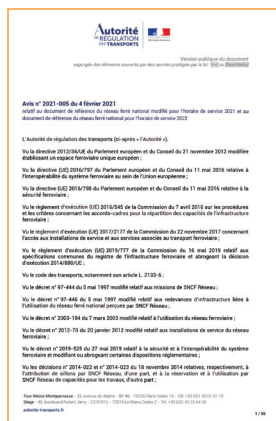 Autorité
DE RÉGULATION
DES TRANSPORTS
Version publique du document
expurgée des éléments couverts par des secrets protégés par la loi :
Avis n° 2021-005 du 4 février 2021
relatif au document de référence du réseau ferré national modifié pour l'horaire de service 2021 et au
document de référence du réseau ferré national pour l'horaire de service 2022
L'Autorité de régulation des transports (ci-après « l'Autorité »),
Vu la directive 2012/34/UE du Parlement européen et du Conseil du 21 novembre 2012 modifiée
établissant un espace ferroviaire unique européen ;
Vu la directive (UE) 2016/797 du Parlement européen et du Conseil du 11 mai 2016 relative à
l'interopérabilité du système ferroviaire au sein de l'Union européenne ;
Vu la directive (UE) 2016/798 du Parlement européen et du Conseil du 11 mai 2016 relative à la
sécurité ferroviaire ;
Vu le règlement d'exécution (UE) 2016/545 de la Commission du 7 avril 2016 sur les procédures
et les critères concernant les accords-cadres pour la répartition des capacités de l'infrastructure
ferroviaire ;
Vu le règlement d'exécution (UE) 2017/2177 de la Commission du 22 novembre 2017 concernant
l'accès aux installations de service et aux services associés au transport ferroviaire ;
Vu le règlement d'exécution (UE) 2019/777 de la Commission du 16 mai 2019 relatif aux
spécifications communes du registre de l'infrastructure ferroviaire et abrogeant la décision
d'exécution 2014/880/UE ;
Vu le code des transports, notamment son article L. 2133-6 ;
Vu le décret n° 97-444 du 5 mai 1997 modifié relatif aux missions de SNCF Réseau ;
Vu le décret n° 97-446 du 5 mai 1997 modifié relatif aux redevances d'infrastructure liées à
l'utilisation du réseau ferré national perçues par SNCF Réseau ;
Vu le décret n° 2003-194 du 7 mars 2003 modifié relatif à l'utilisation du réseau ferroviaire ;
Vu le décret n° 2012-70 du 20 janvier 2012 modifié relatif aux installations de service du réseau
ferroviaire ;
Vu le décret n° 2019-525 du 27 mai 2019 relatif à la sécurité et à l'interopérabilité du système
ferroviaire et modifiant ou abrogeant certaines dispositions réglementaires ;
Vu les décisions n° 2014-022 et n° 2014-023 du 18 novembre 2014 relatives, respectivement, à
l'attribution de sillons par SNCF Réseau, d'une part, et à la réservation et à l'utilisation par
SNCF Réseau de capacités pour les travaux, d'autre part ;
autorite-transports.fr
1 / 99